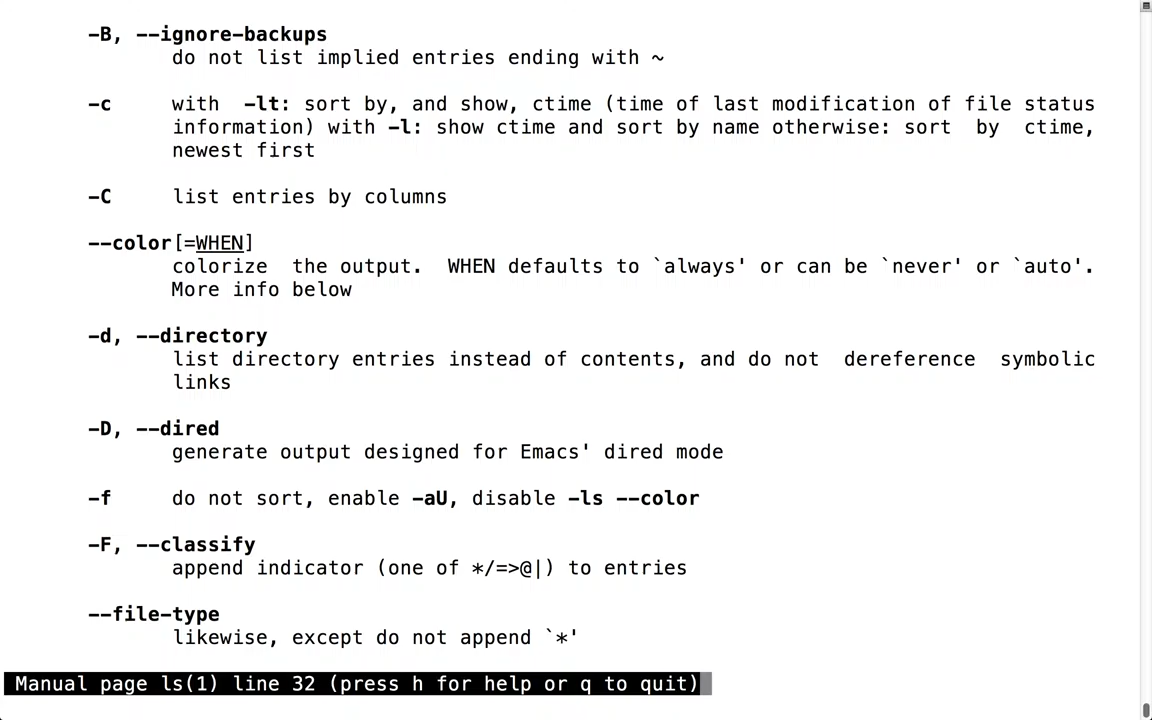 -B, --ignore-backups
do not list implied entries ending with ~
-c     with  -lt: sort by, and show, ctime (time of last modification of file status
information) with -l: show ctime and sort by name otherwise: sort  by  ctime,
newest first
-C     list entries by columns
--color[=WHEN]
colorize  the output.  WHEN defaults to `always' or can be `never' or `auto'.
More info below
-d, --directory
list directory entries instead of contents, and do not  dereference  symbolic
links
-D, --dired
generate output designed for Emacs' dired mode
-f     do not sort, enable -aU, disable -ls --color
-F, --classify
append indicator (one of */=>@|) to entries
--file-type
likewise, except do not append `*'
Manual page ls(1) line 32 (press h for help or q to quit)